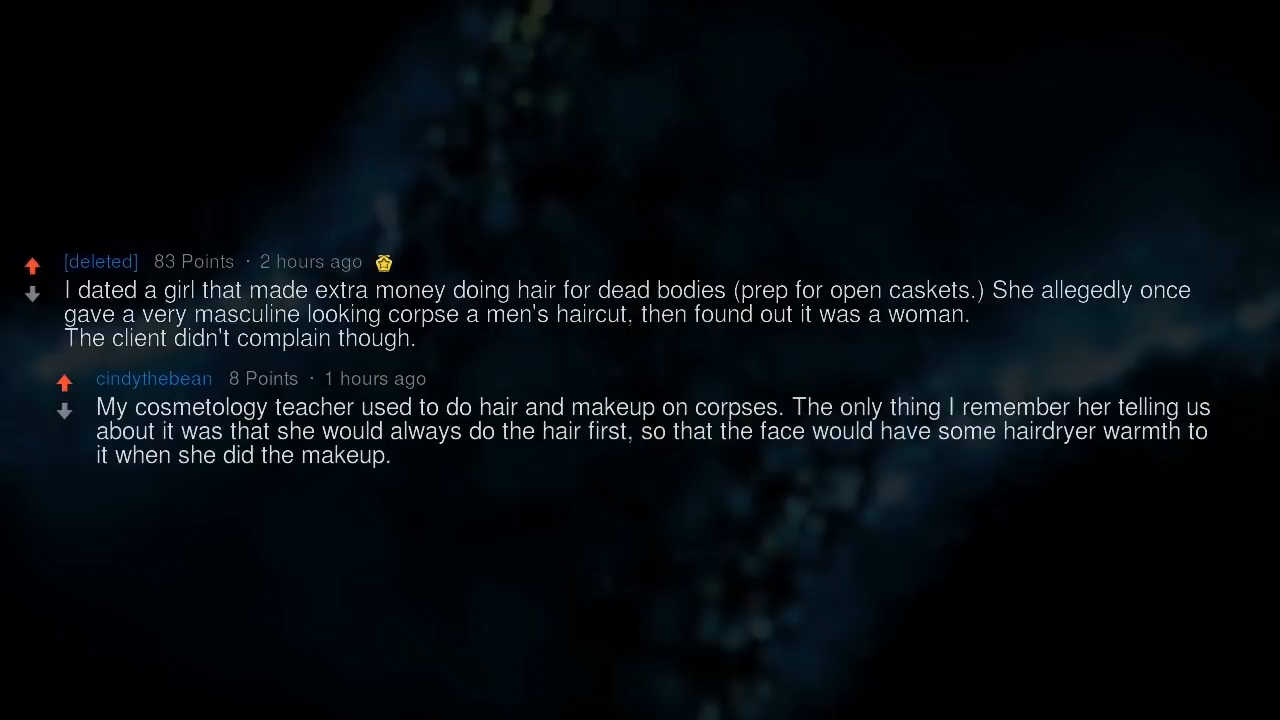 [deleted] 83 Points · 2 hours ago
I dated a girl that made extra money doing hair for dead bodies (prep for open caskets.) She allegedly once
gave a very masculine looking corpse a men's haircut, then found out it was a woman.
The client didn't complain though.
cindythebean 8 Points · 1 hours ago
My cosmetology teacher used to do hair and makeup on corpses. The only thing I remember her telling us
about it was that she would always do the hair first, so that the face would have some hairdryer warmth to
it when she did the makeup.